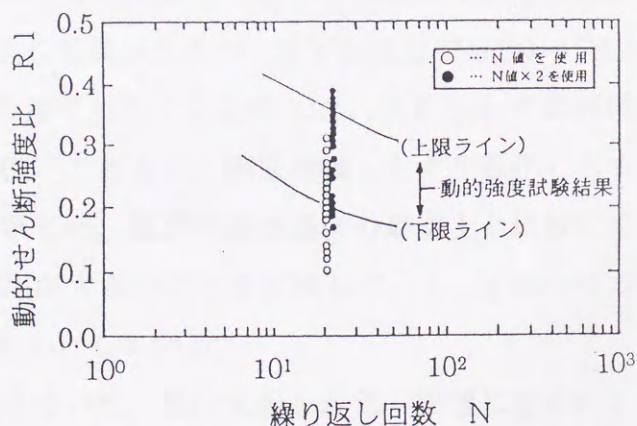 動的せん断強度比 Rl
0.5
0.4
0.3
0.2
0.1
0.0
○ … N値を使用
● … N値×2を使用
(上限ライン)
動的強度試験結果
(下限ライン)
10⁰ 10¹ 10² 10³
繰り返し回数 N